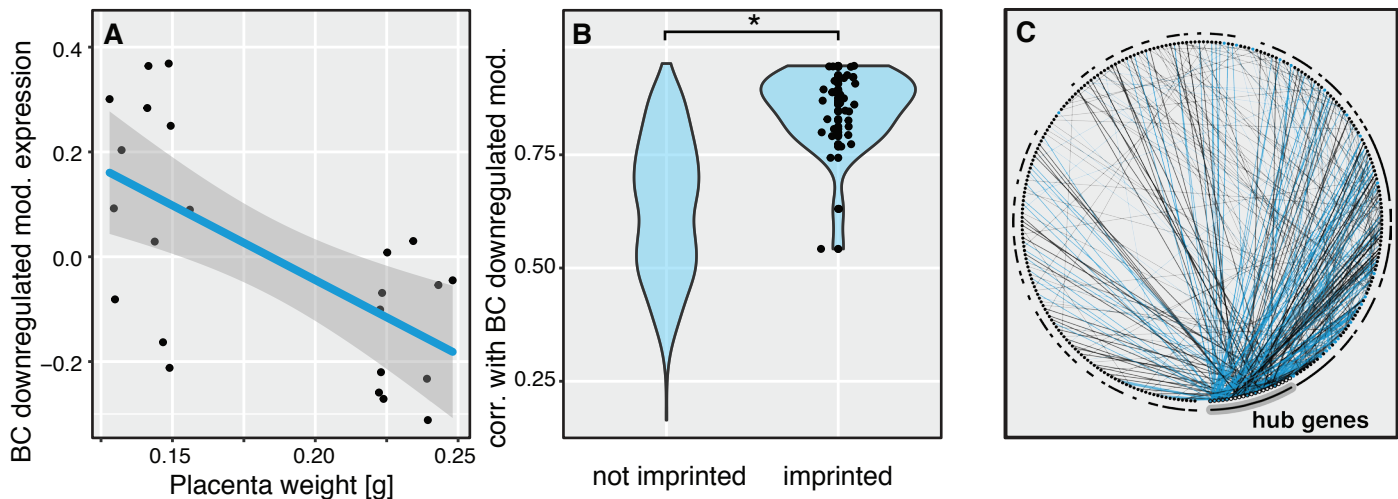 A
BC downregulated mod. expression
0.4
0.2
0.0
−0.2
0.15
0.20
0.25
Placenta weight [g]
B
*
corr. with BC downregulated mod.
0.75
0.50
0.25
not imprinted
imprinted
C
hub genes